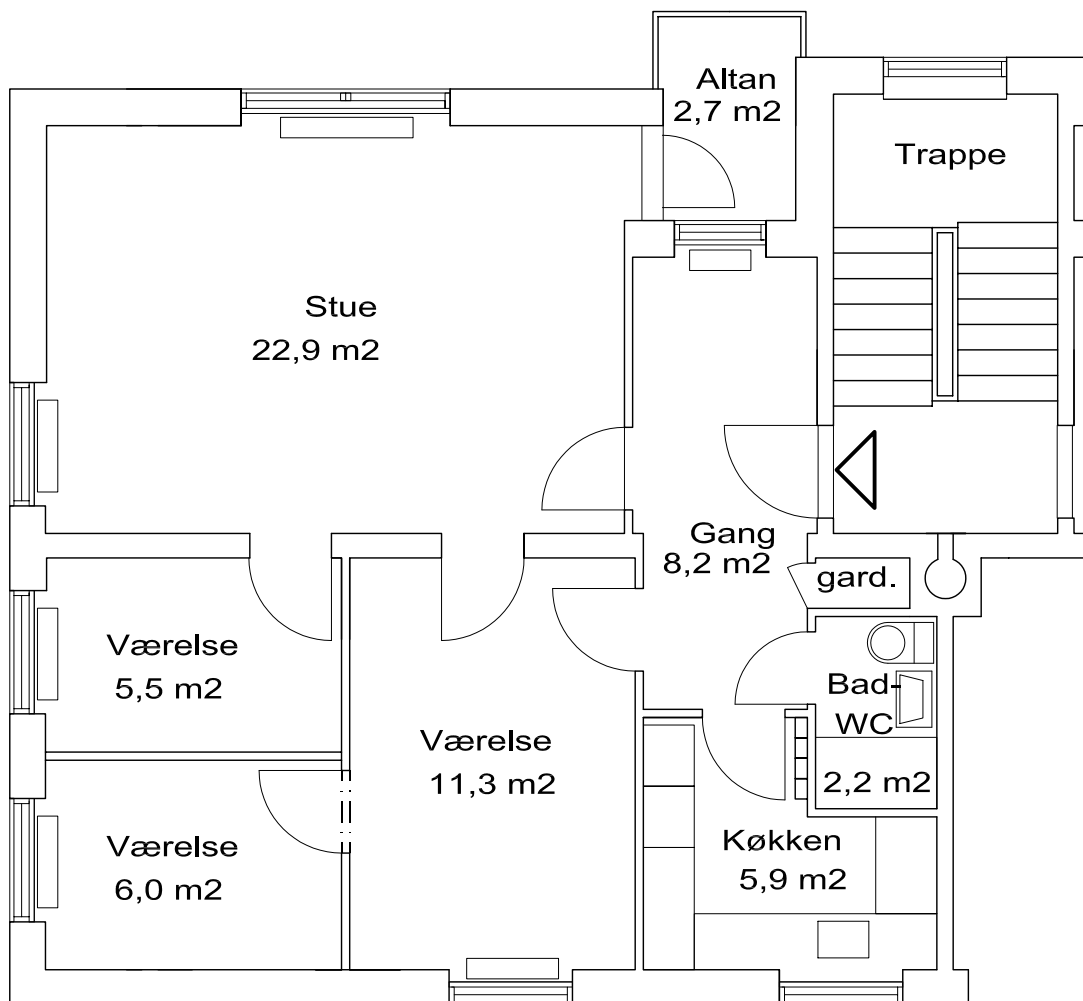 Altan
2,7 m2
Trappe
Stue
22,9 m2
Gang
8,2 m2
gard.
Værelse
5,5 m2
Bad-
WC
2,2 m2
Værelse
11,3 m2
Værelse
6,0 m2
Køkken
5,9 m2